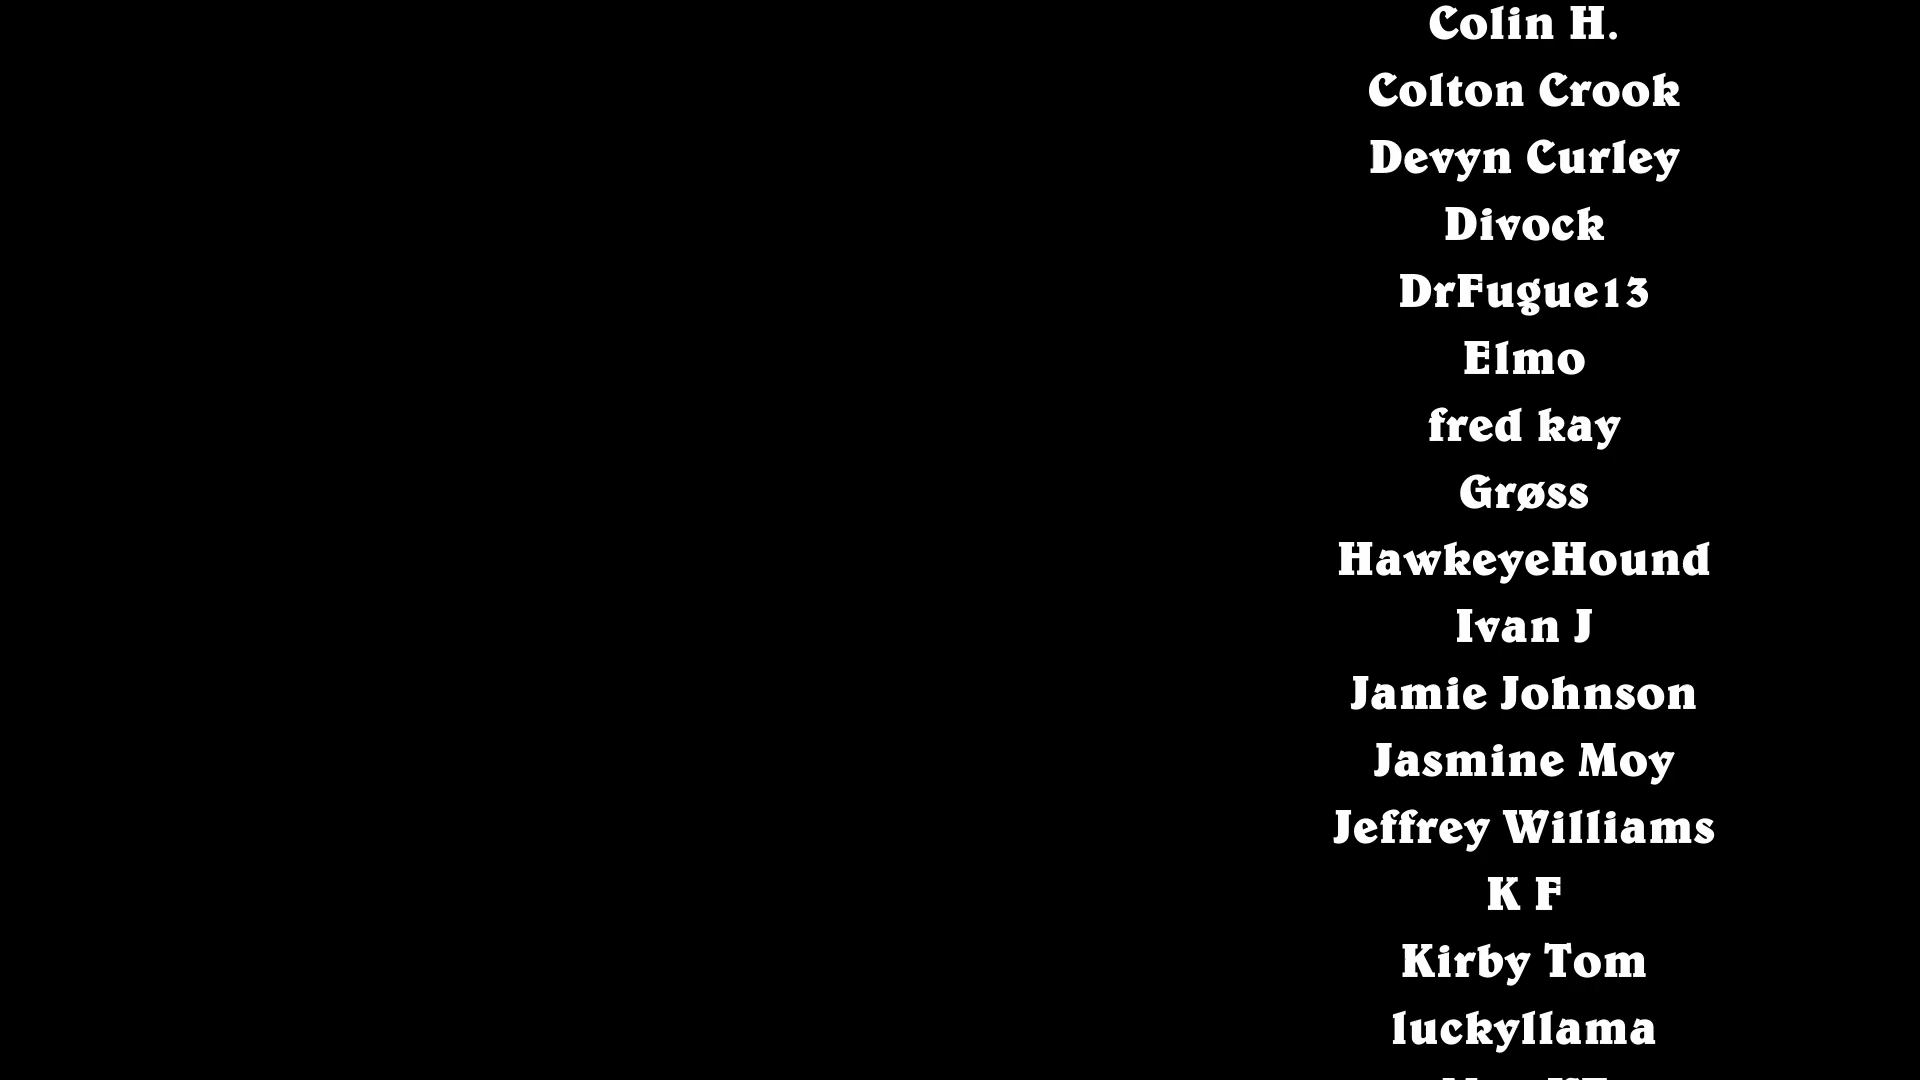 Colin H.
Colton Crook
Devyn Curley
Divock
DrFugue13
Elmo
fred kay
Grøss
HawkeyeHound
Ivan J
Jamie Johnson
Jasmine Moy
Jeffrey Williams
K F
Kirby Tom
luckyllama